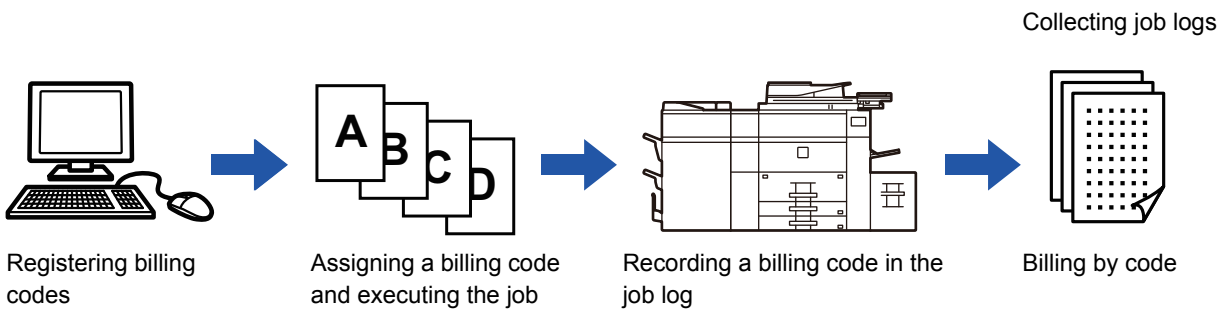 Collecting job logs
A
B
C
D
Registering billing
codes
Assigning a billing code
and executing the job
Recording a billing code in the
job log
Billing by code